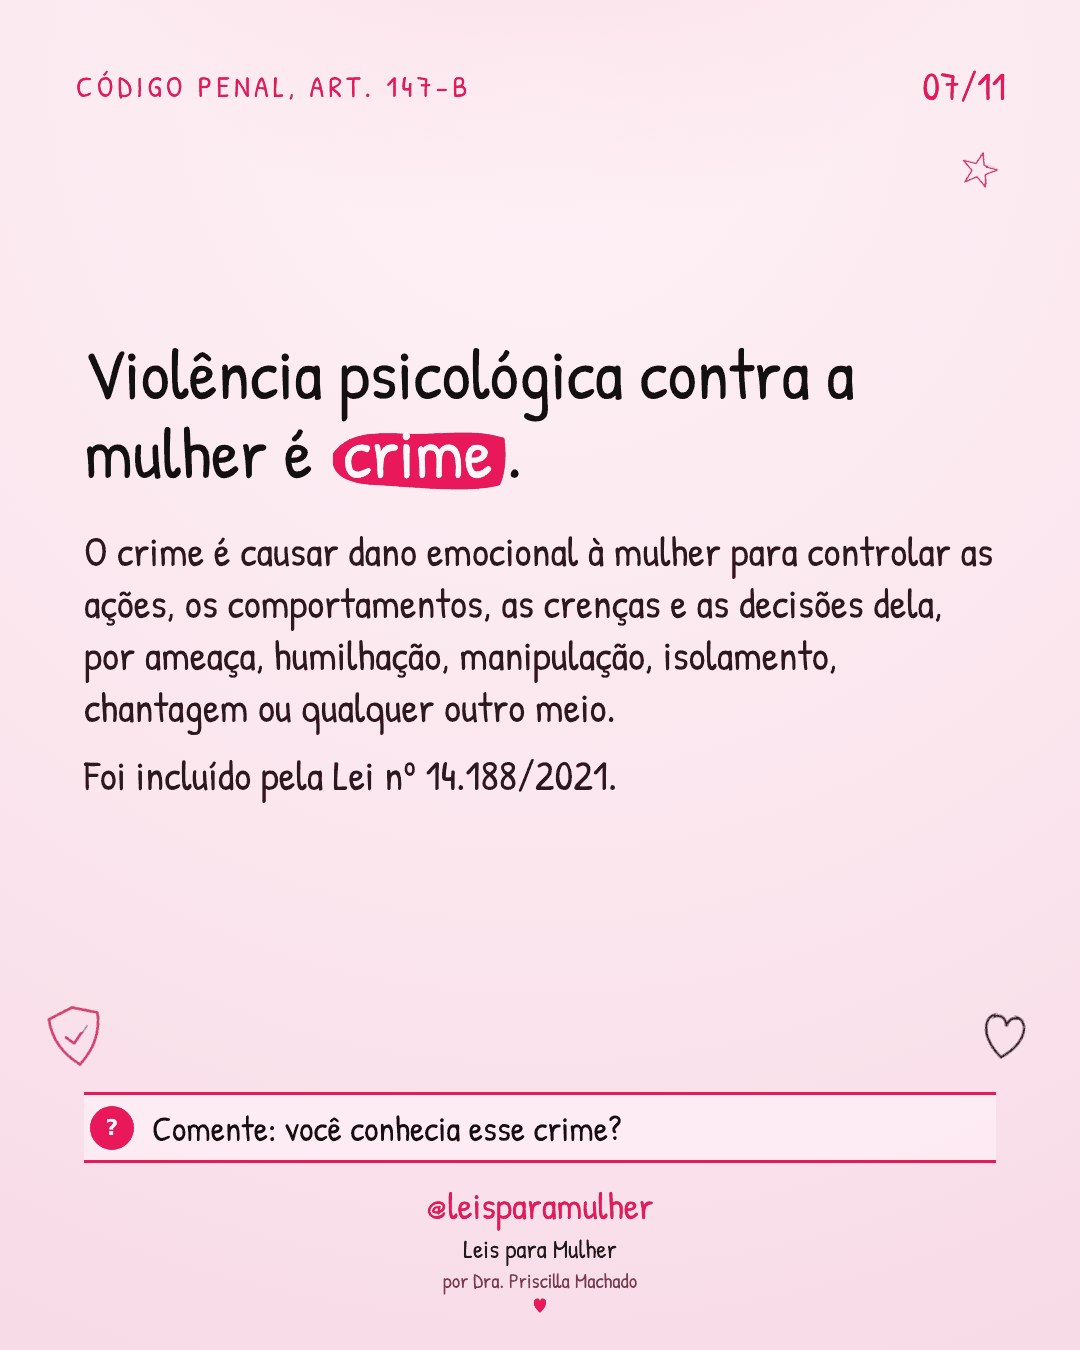 CÓDIGO PENAL, ART. 147-B
07/11
Violência psicológica contra a
mulher é crime.
O crime é causar dano emocional à mulher para controlar as
ações, os comportamentos, as crenças e as decisões dela,
por ameaça, humilhação, manipulação, isolamento,
chantagem ou qualquer outro meio.
Foi incluído pela Lei nº 14.188/2021.
? Comente: você conhecia esse crime?
@leisparamulher
Leis para Mulher
por Dra. Priscilla Machado